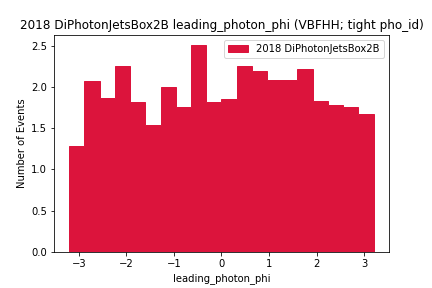 2018 DiPhotonJetsBox2B leading_photon_phi (VBFHH; tight pho_id)
2018 DiPhotonJetsBox2B
Number of Events
2.5
2.0
1.5
1.0
0.5
0.0
−3 −2 −1 0 1 2 3
leading_photon_phi